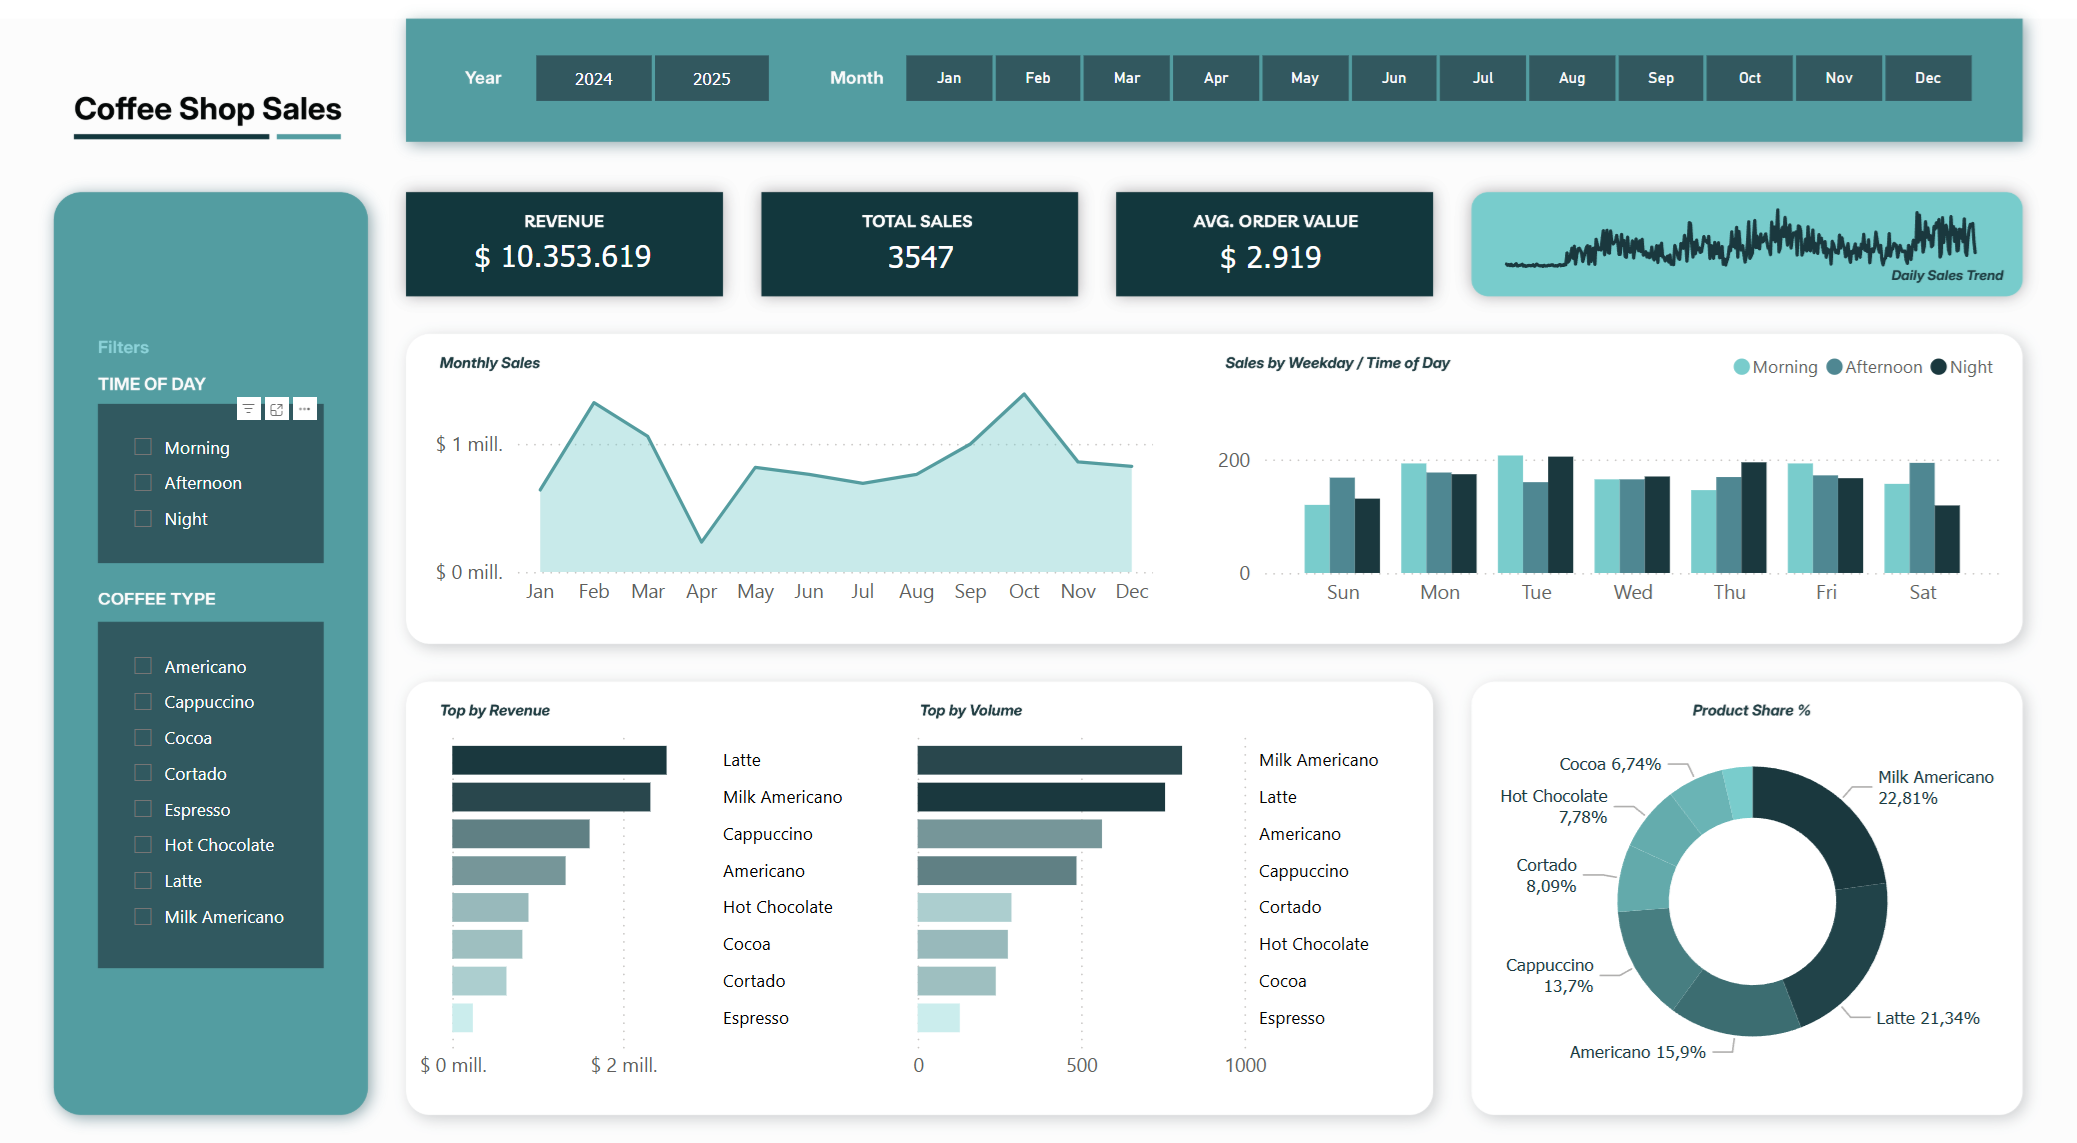 Coffee Shop Sales
Year
2024
2025
Month
Jan
Feb
Mar
Apr
May
Jun
Jul
Aug
Sep
Oct
Nov
Dec
REVENUE
$ 10.353.619
TOTAL SALES
3547
AVG. ORDER VALUE
$ 2.919
Daily Sales Trend
Filters
TIME OF DAY
Morning
Afternoon
Night
COFFEE TYPE
Americano
Cappuccino
Cocoa
Cortado
Espresso
Hot Chocolate
Latte
Milk Americano
Monthly Sales
$ 1 mill.
$ 0 mill.
Jan Feb Mar Apr May Jun Jul Aug Sep Oct Nov Dec
Sales by Weekday / Time of Day
Morning Afternoon Night
200
0
Sun Mon Tue Wed Thu Fri Sat
Top by Revenue
Latte
Milk Americano
Cappuccino
Americano
Hot Chocolate
Cocoa
Cortado
Espresso
$ 0 mill. $ 2 mill.
Top by Volume
Milk Americano
Latte
Americano
Cappuccino
Cortado
Hot Chocolate
Cocoa
Espresso
0 500 1000
Product Share %
Cocoa 6,74%
Hot Chocolate
7,78%
Cortado
8,09%
Cappuccino
13,7%
Americano 15,9%
Milk Americano
22,81%
Latte 21,34%